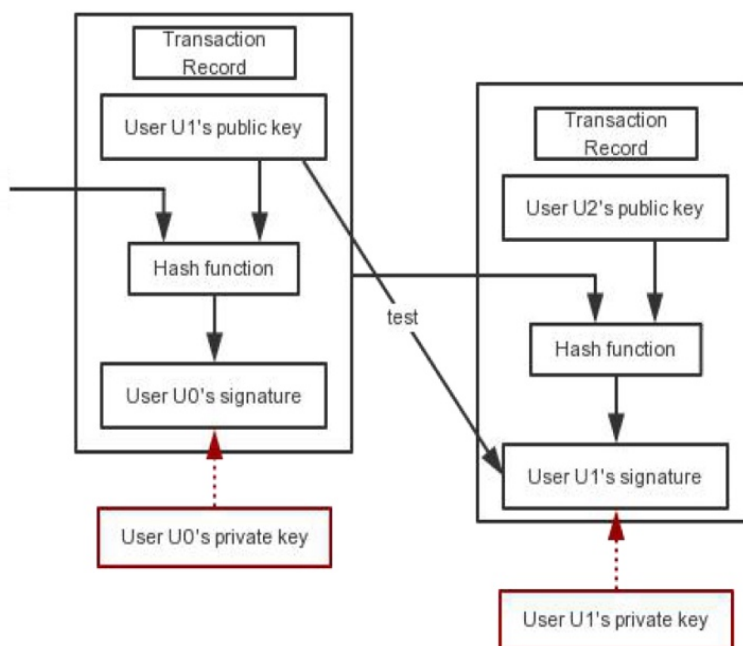 Transaction
Record
User U1's public key
Hash function
User U0's signature
User U0's private key
test
Transaction
Record
User U2's public key
Hash function
User U1's signature
User U1's private key